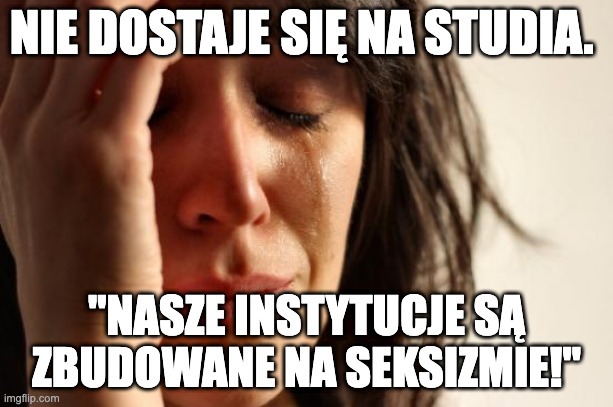 NIE DOSTAJE SIĘ NA STUDIA.
"NASZE INSTYTUCJE SĄ
ZBUDOWANE NA SEKSIZMIE!"
imgflip.com